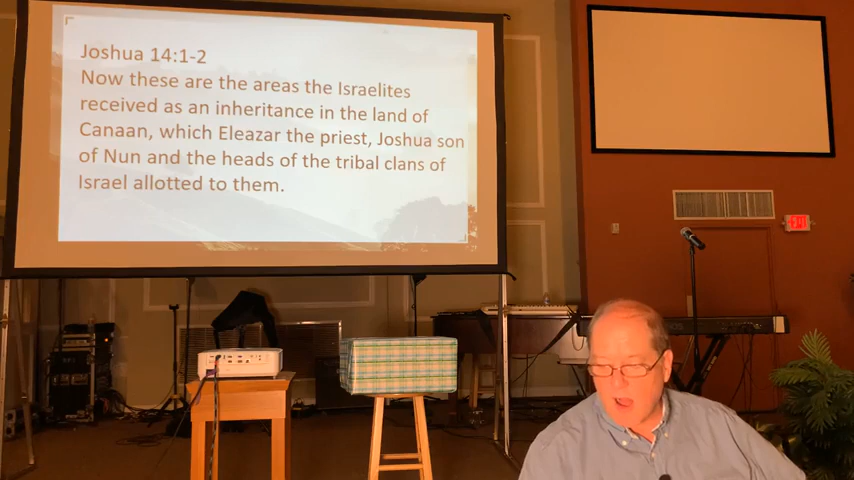 Joshua 14:1-2
Now these are the areas the Israelites
received as an inheritance in the land of
Canaan, which Eleazar the priest, Joshua son
of Nun and the heads of the tribal clans of
Israel allotted to them.
EXIT